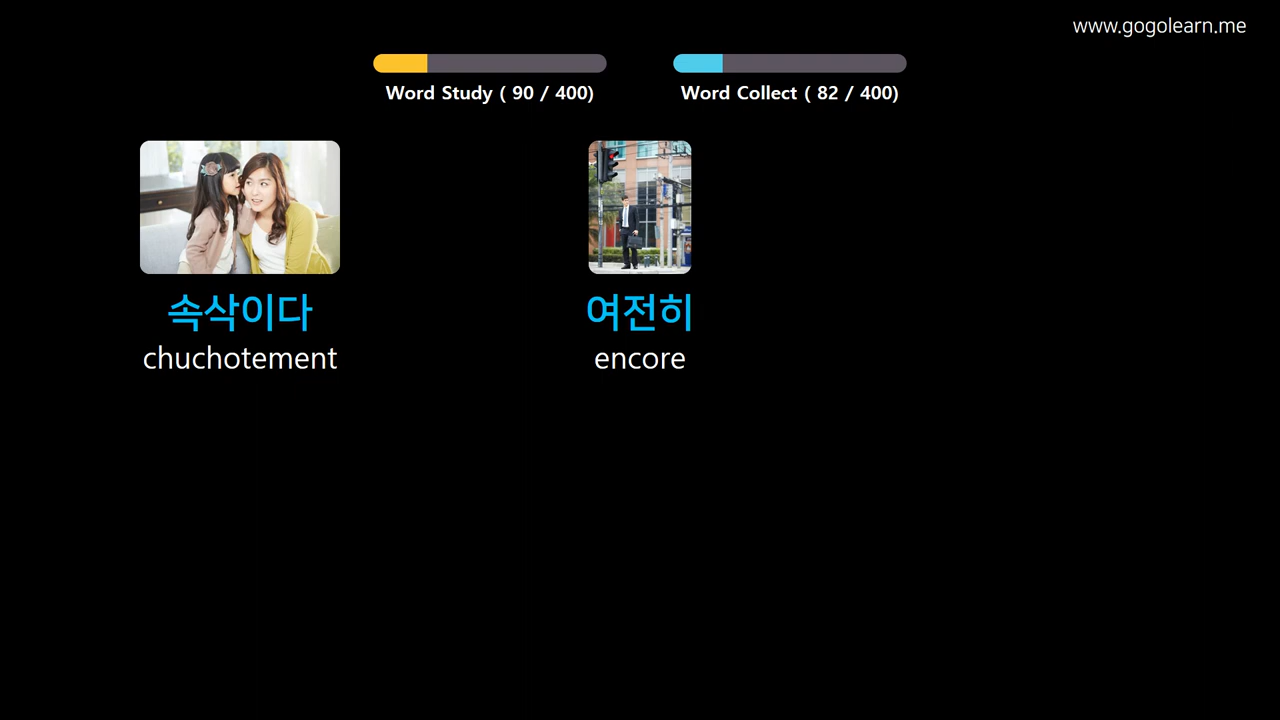 www.gogolearn.me
Word Study ( 90 / 400)
Word Collect ( 82 / 400)
속삭이다
chuchotement
여전히
encore